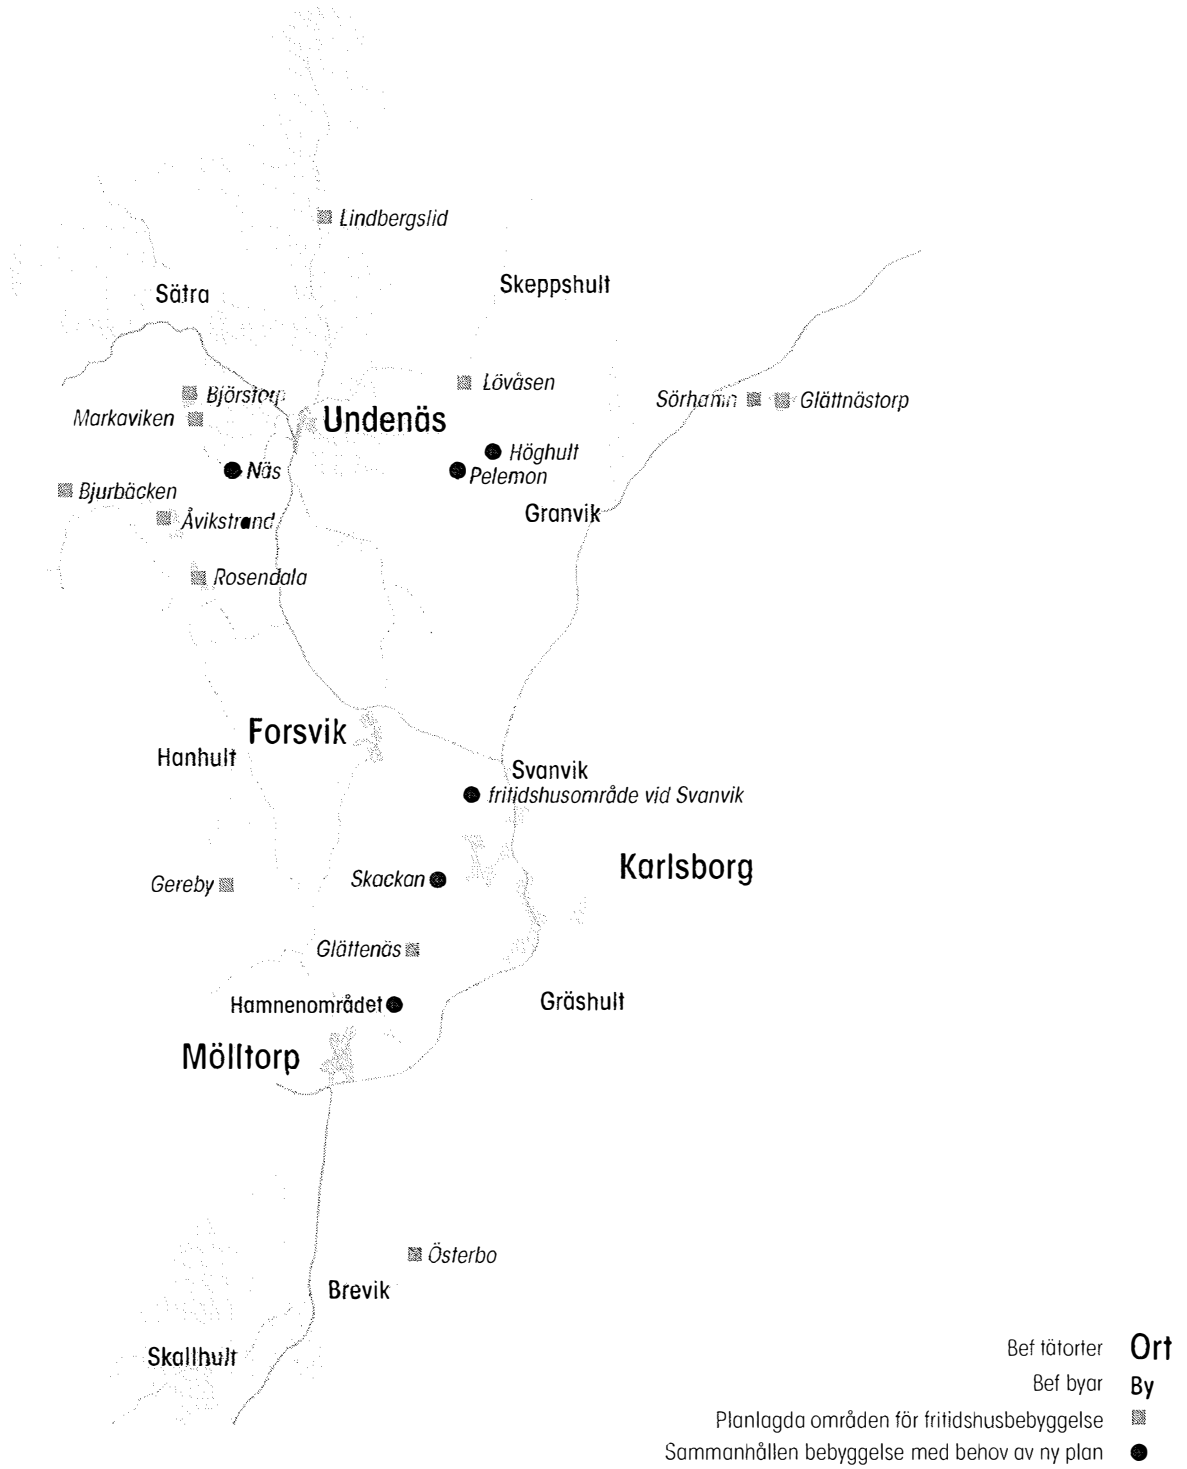 Lindbergslid
Skeppshult
Sätra
Lövåsen
Björstorp
Sörhamn
Glättnästorp
Markaviken
Undenäs
Höghult
Näs
Pelemon
Bjurbäcken
Granvik
Åvikstrand
Rosendala
Forsvik
Hanhult
Svanvik
fritidshusområde vid Svanvik
Karlsborg
Skackan
Gereby
Glättenäs
Gräshult
Hamnenområdet
Mölltorp
Österbo
Brevik
Skallhult
Bef tätorter Ort
Bef byar By
Planlagda områden för fritidshusbebyggelse
Sammanhållen bebyggelse med behov av ny plan